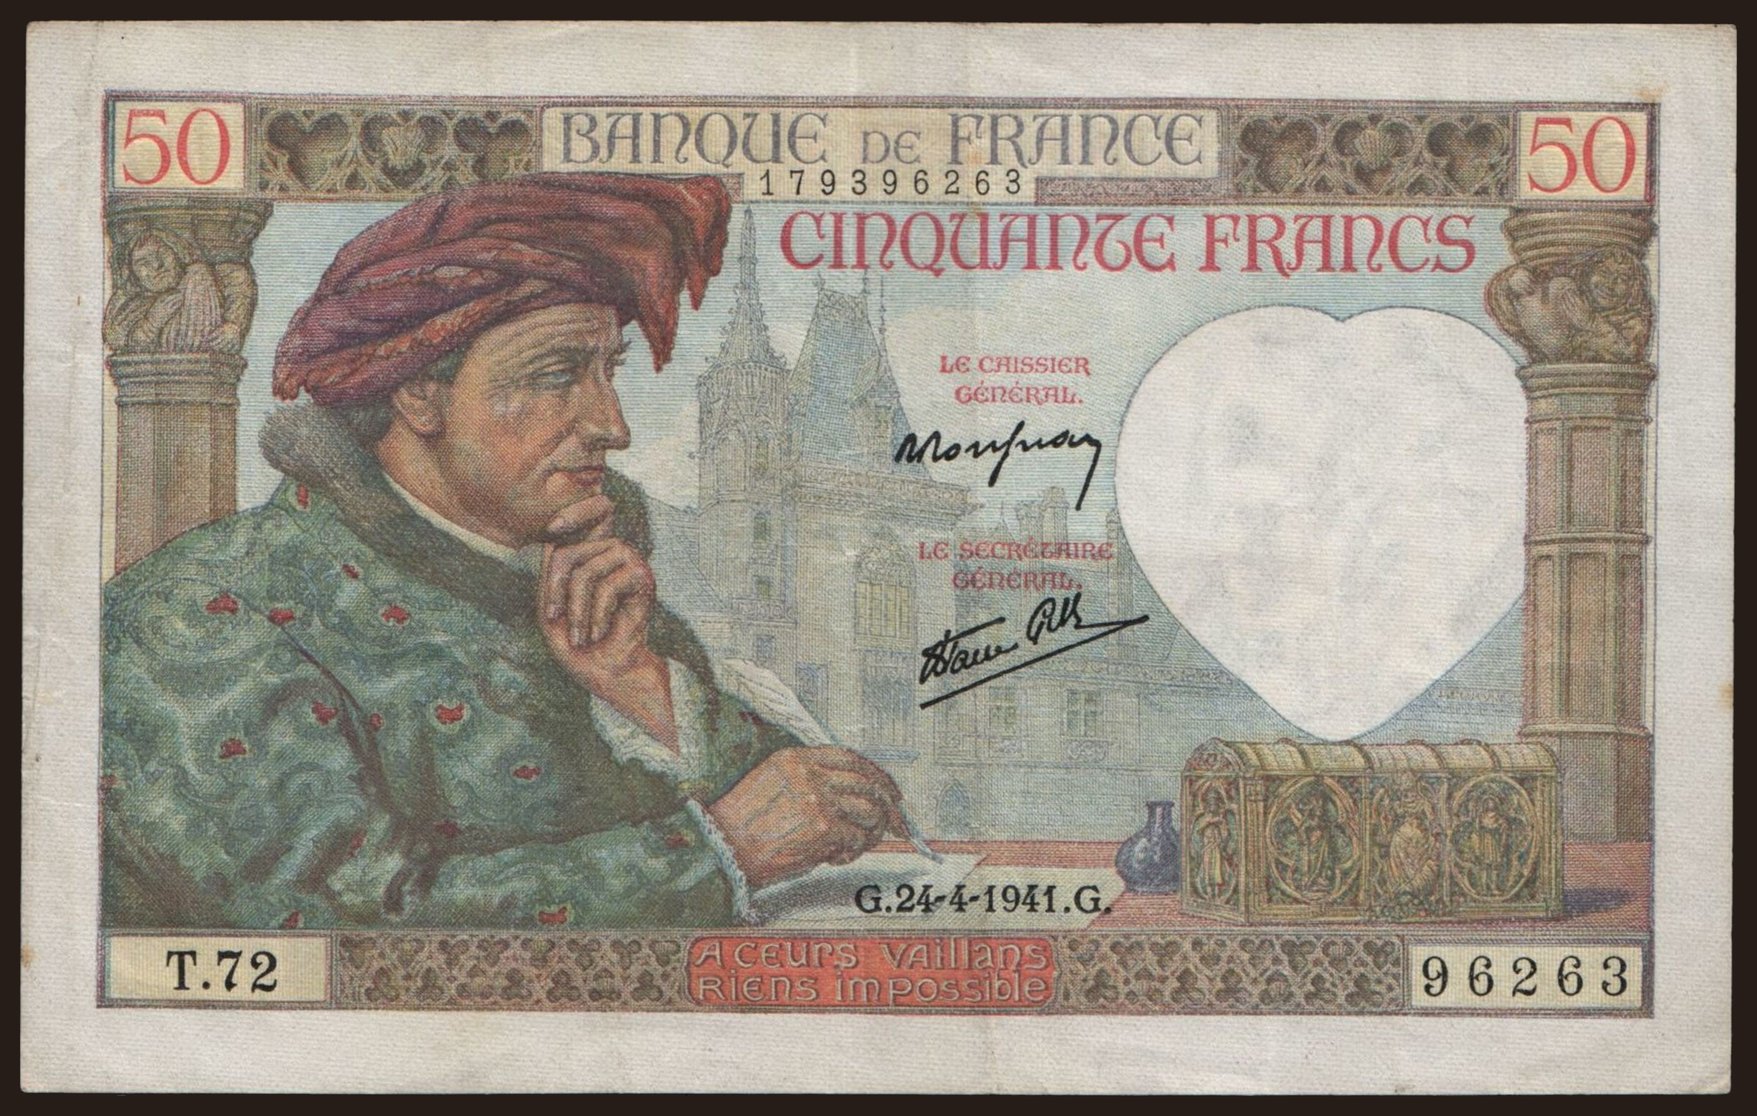 50 BANQUE DE FRANCE 50
179396263
CINQUANTE FRANCS
LE CAISSIER
GÉNÉRAL.
LE SECRÉTAIRE
GÉNÉRAL.
G.24-4-1941.G.
T.72
A CEURS VAILLANS
RIENS IMPOSSIBLE
96263